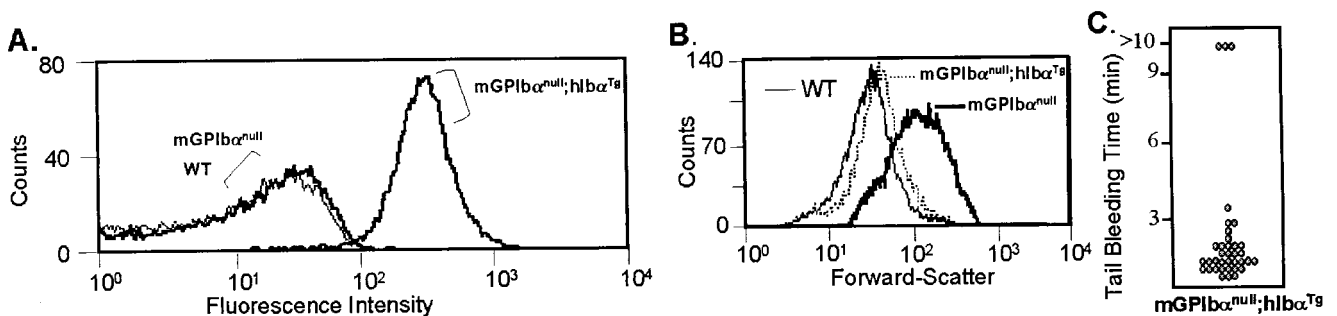 A.
80
40
0
Counts
mGPIbα^null
WT
mGPIbα^null;hIbα^Tg
10^0
10^1
10^2
10^3
10^4
Fluorescence Intensity
B.
140
70
0
Counts
WT
mGPIbα^null;hIbα^Tg
mGPIbα^null
10^0
10^1
10^2
10^3
10^4
Forward-Scatter
C.
>10
9
6
3
Tail Bleeding Time (min)
mGPIbα^null;hIbα^Tg